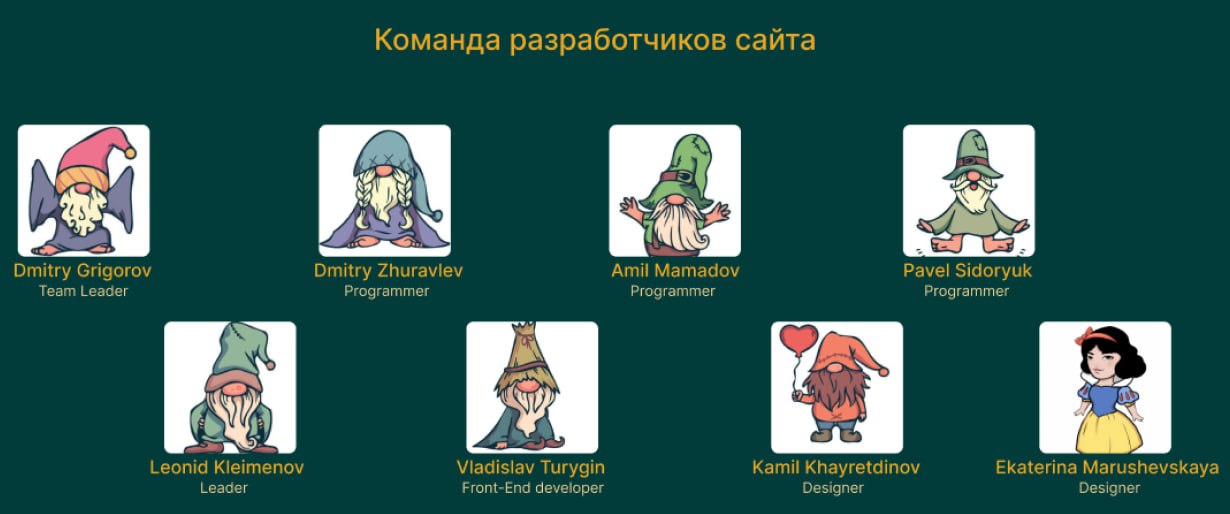 Команда разработчиков сайта
Dmitry Grigorov
Team Leader
Dmitry Zhuravlev
Programmer
Amil Mamadov
Programmer
Pavel Sidoryuk
Programmer
Leonid Kleimenov
Leader
Vladislav Turygin
Front-End developer
Kamil Khayretdinov
Designer
Ekaterina Marushevskaya
Designer